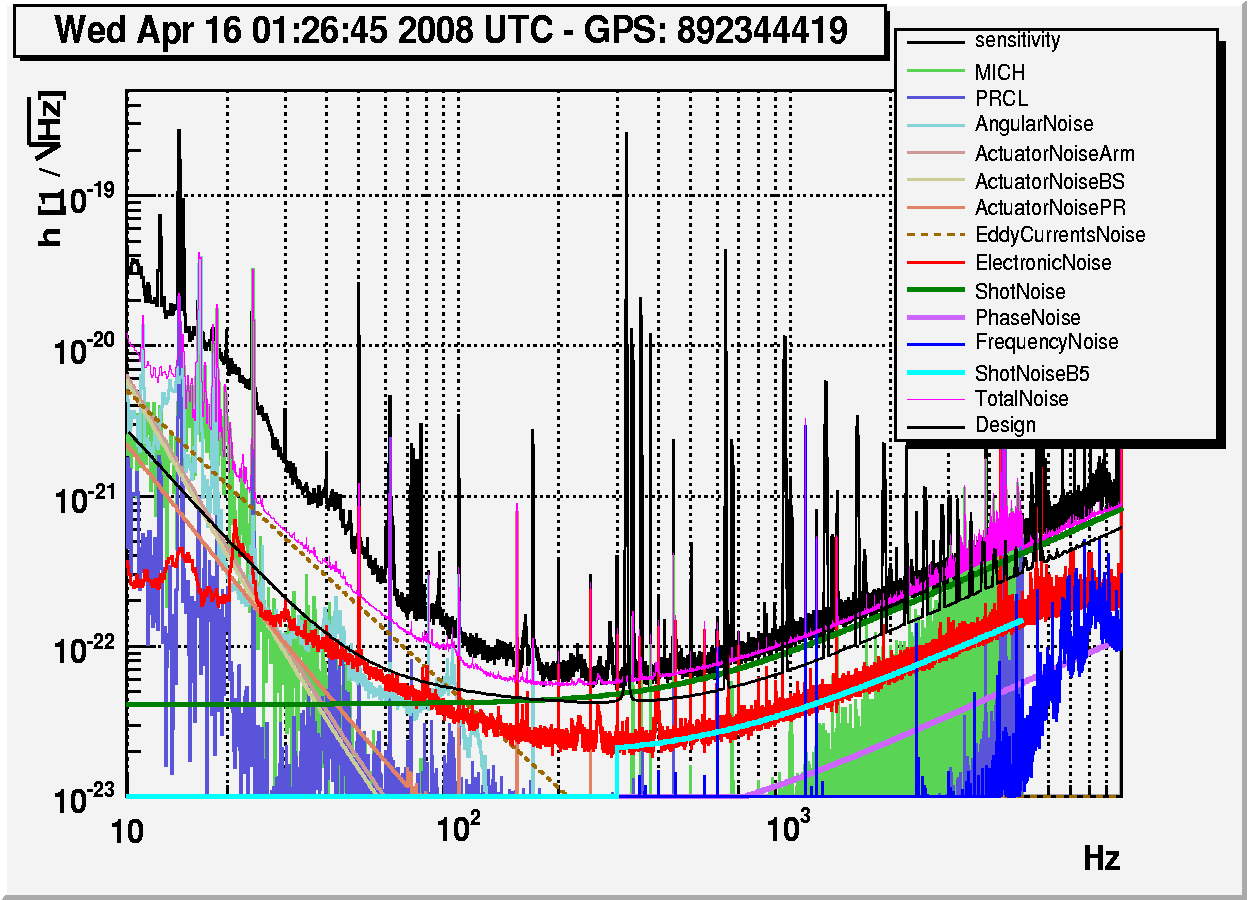 Wed Apr 16 01:26:45 2008 UTC - GPS: 892344419
sensitivity
MICH
PRCL
AngularNoise
ActuatorNoiseArm
ActuatorNoiseBS
ActuatorNoisePR
EddyCurrentsNoise
ElectronicNoise
ShotNoise
PhaseNoise
FrequencyNoise
ShotNoiseB5
TotalNoise
Design
h [1 / √Hz]
10⁻¹⁹
10⁻²⁰
10⁻²¹
10⁻²²
10⁻²³
10 10² 10³
Hz